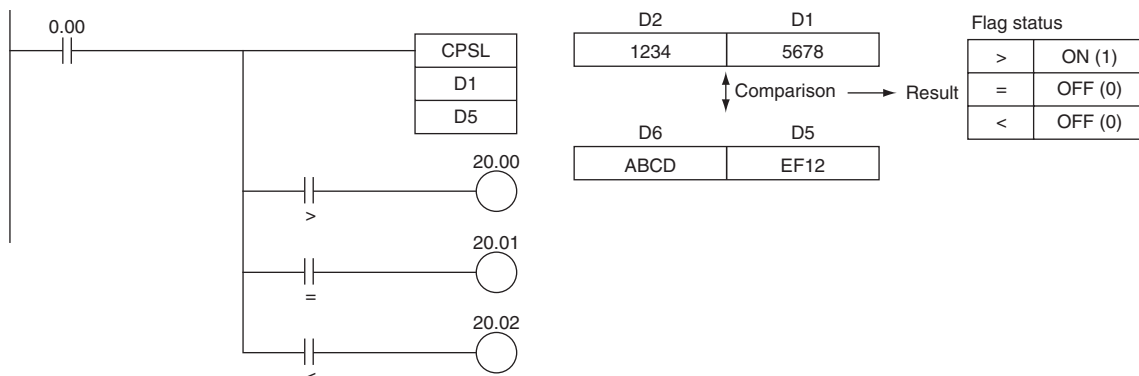 0.00
CPSL
D1
D5
20.00
>
20.01
=
20.02
<
D2 D1
1234 5678
Comparison Result
D6 D5
ABCD EF12
Flag status
> ON (1)
= OFF (0)
< OFF (0)